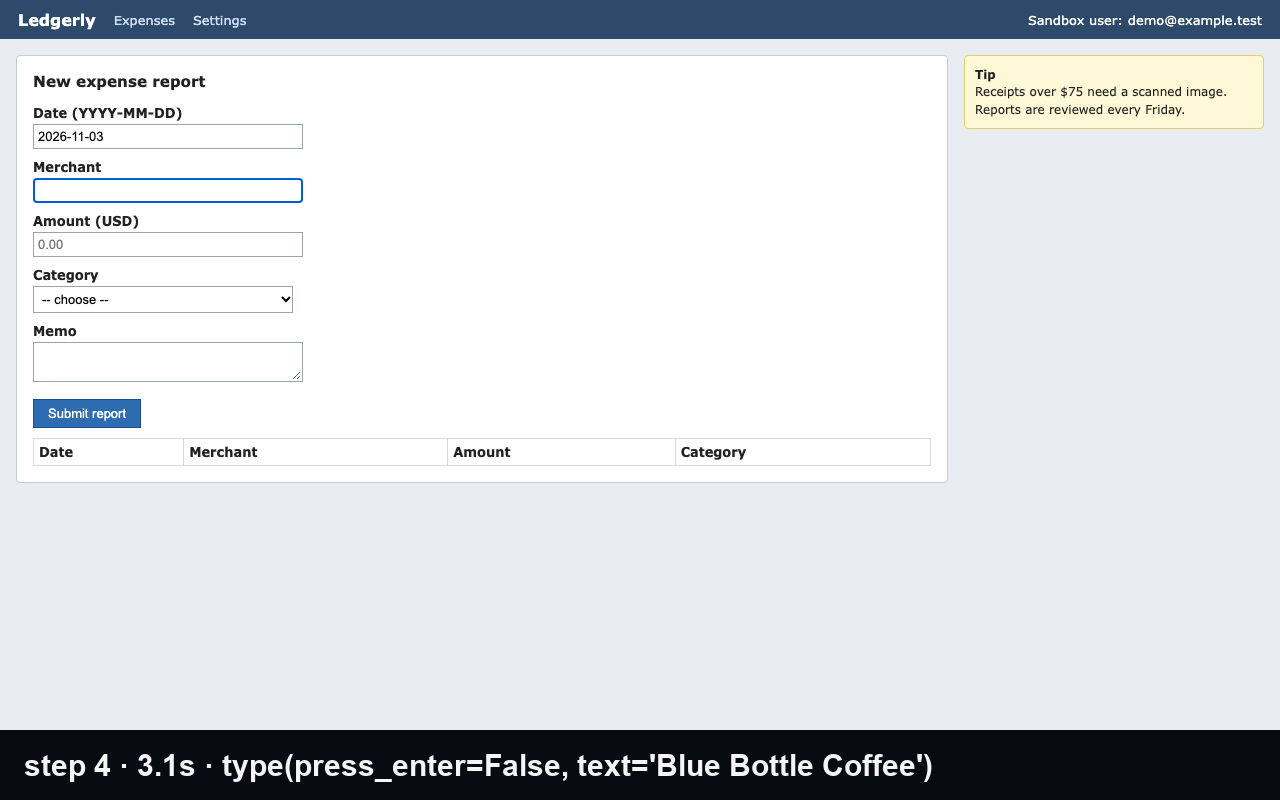 Ledgerly Expenses Settings Sandbox user: demo@example.test
New expense report
Date (YYYY-MM-DD)
2026-11-03
Merchant
Amount (USD)
0.00
Category
-- choose --
Memo
Submit report
Date Merchant Amount Category
Tip
Receipts over $75 need a scanned image.
Reports are reviewed every Friday.
step 4 · 3.1s · type(press_enter=False, text='Blue Bottle Coffee')